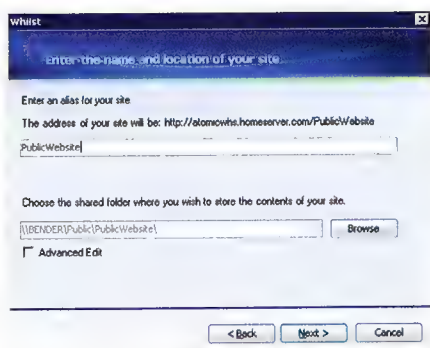 Whilst
Enter the name and location of your site.
Enter an alias for your site
The address of your site will be: http://atomicwhs.homeserver.com/PublicWebsite
PublicWebsite
Choose the shared folder where you wish to store the contents of your site.
\\BENDER\Public\PublicWebsite\
Browse
Advanced Edit
< Back
Next >
Cancel